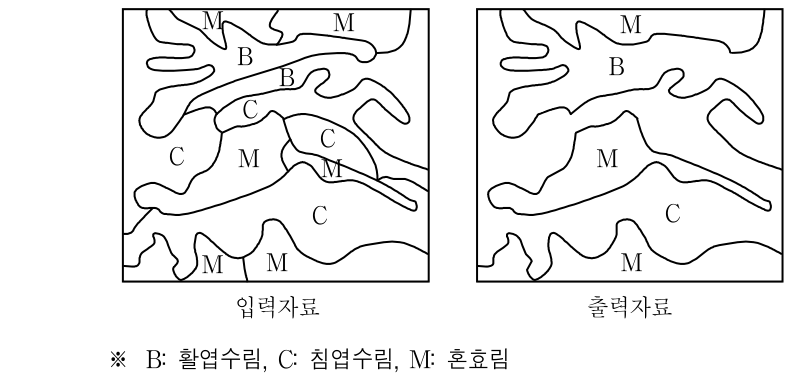 M M M
B B
B
C C
C M M M
C C
M M M
입력자료 출력자료
※ B: 활엽수림, C: 침엽수림, M: 혼효림